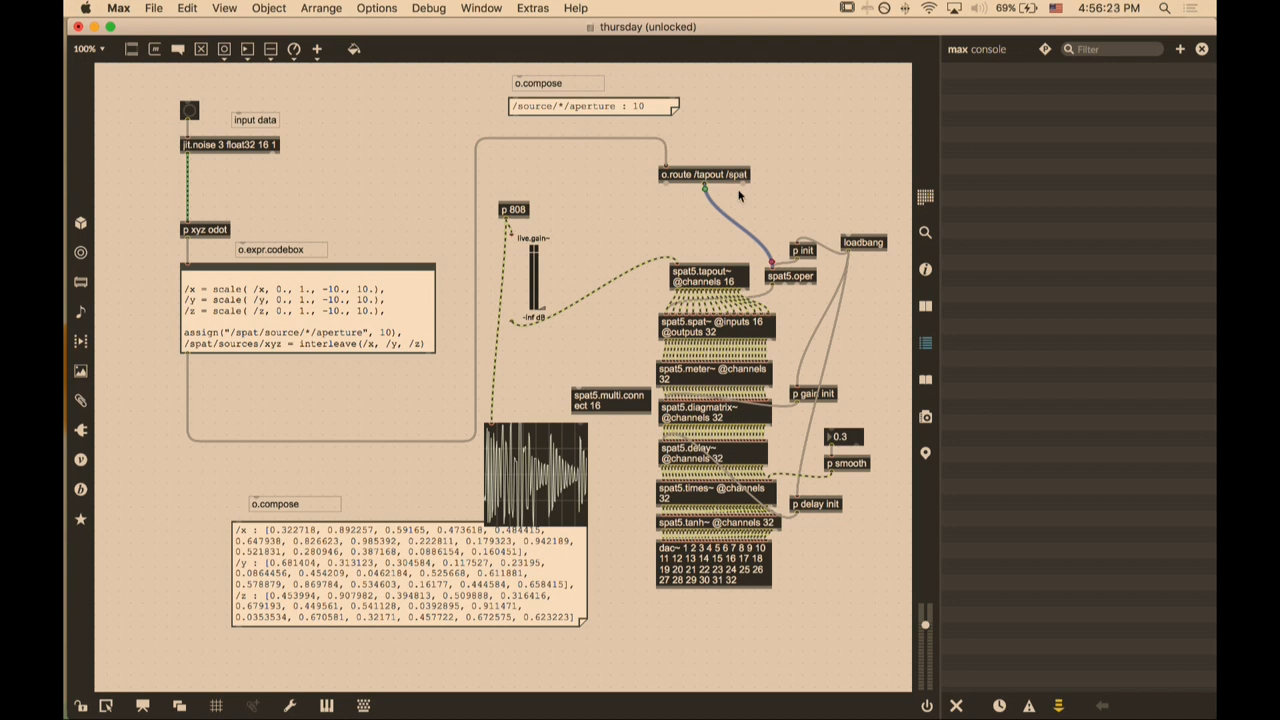 Max File Edit View Object Arrange Options Debug Window Extras Help
69% 4:56:23 PM
thursday (unlocked)
100%
max console
Filter
o.compose
/source/*/aperture : 10
input data
jit.noise 3 float32 16 1
o.route /tapout /spat
p 808
p xyz odot
live.gain~
p init
loadbang
o.expr.codebox
spat5.tapout~
@channels 16
spat5.oper
/x = scale( /x, 0., 1., -10., 10.),
/y = scale( /y, 0., 1., -10., 10.),
/z = scale( /z, 0., 1., -10., 10.),
assign("/spat/source/*/aperture", 10),
/spat/sources/xyz = interleave(/x, /y, /z)
-inf dB
spat5.spat~ @inputs 16
@outputs 32
spat5.meter~ @channels
32
spat5.multi.conn
ect 16
p gain init
spat5.diagmatrix~
@channels 32
0.3
spat5.delay~
@channels 32
p smooth
spat5.times~ @channels
32
p delay init
o.compose
spat5.tanh~ @channels 32
/x : [0.322718, 0.892257, 0.59165, 0.473618, 0.484415,
0.647938, 0.826623, 0.985392, 0.222811, 0.179323, 0.942189,
0.521831, 0.280946, 0.387168, 0.0886154, 0.160451],
/y : [0.681404, 0.313123, 0.304584, 0.117527, 0.23195,
0.0864456, 0.454209, 0.0462184, 0.525668, 0.611881,
0.578879, 0.869784, 0.534603, 0.16177, 0.444584, 0.658415],
/z : [0.453994, 0.907982, 0.394813, 0.509888, 0.316416,
0.679193, 0.449561, 0.541128, 0.0392895, 0.911471,
0.0353534, 0.670581, 0.32171, 0.457722, 0.672575, 0.623223]
dac~ 1 2 3 4 5 6 7 8 9 10
11 12 13 14 15 16 17 18
19 20 21 22 23 24 25 26
27 28 29 30 31 32